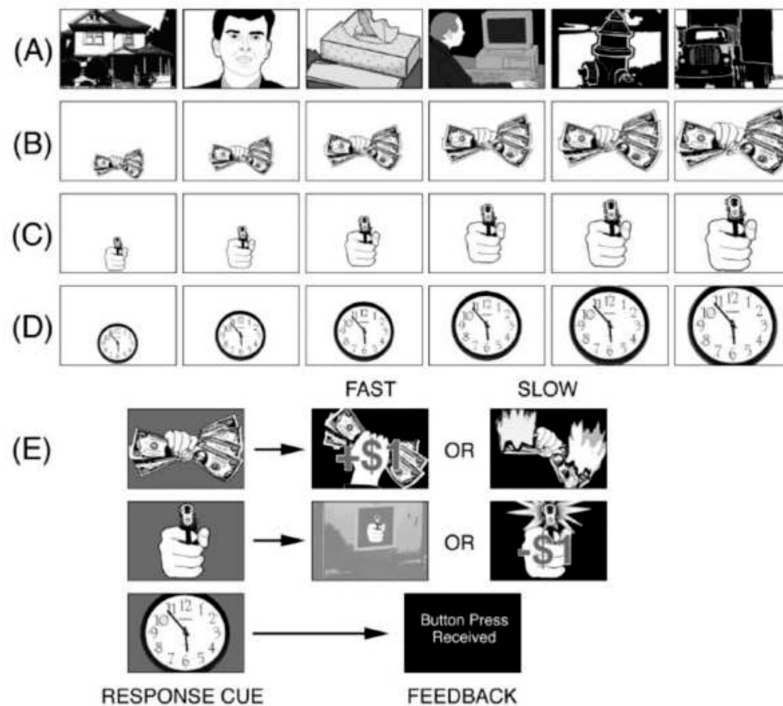 (A)
(B)
(C)
(D)
FAST SLOW
(E)
+$1 OR
OR -$1
Button Press
Received
RESPONSE CUE FEEDBACK